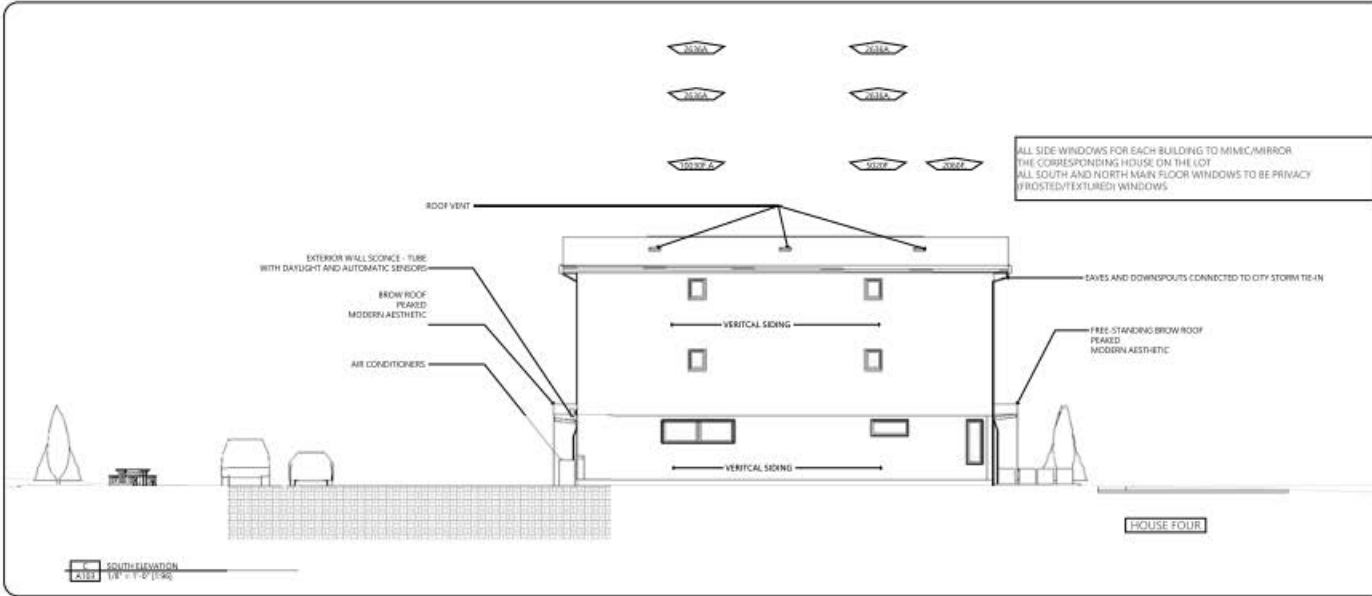 2636A 2636A
2636A 2636A
10030F A 5020F 2060F
ALL SIDE WINDOWS FOR EACH BUILDING TO MIMIC/MIRROR
THE CORRESPONDING HOUSE ON THE LOT
ALL SOUTH AND NORTH MAIN FLOOR WINDOWS TO BE PRIVACY
(FROSTED/TEXTURED) WINDOWS
ROOF VENT
EXTERIOR WALL SCONCE - TUBE
WITH DAYLIGHT AND AUTOMATIC SENSORS
EAVES AND DOWNSPOUTS CONNECTED TO CITY STORM TIE-IN
BROW ROOF
PEAKED
MODERN AESTHETIC
VERITCAL SIDING
FREE-STANDING BROW ROOF
PEAKED
MODERN AESTHETIC
AIR CONDITIONERS
VERITCAL SIDING
HOUSE FOUR
C SOUTH ELEVATION
A103 1/8" = 1'-0" [1:96]